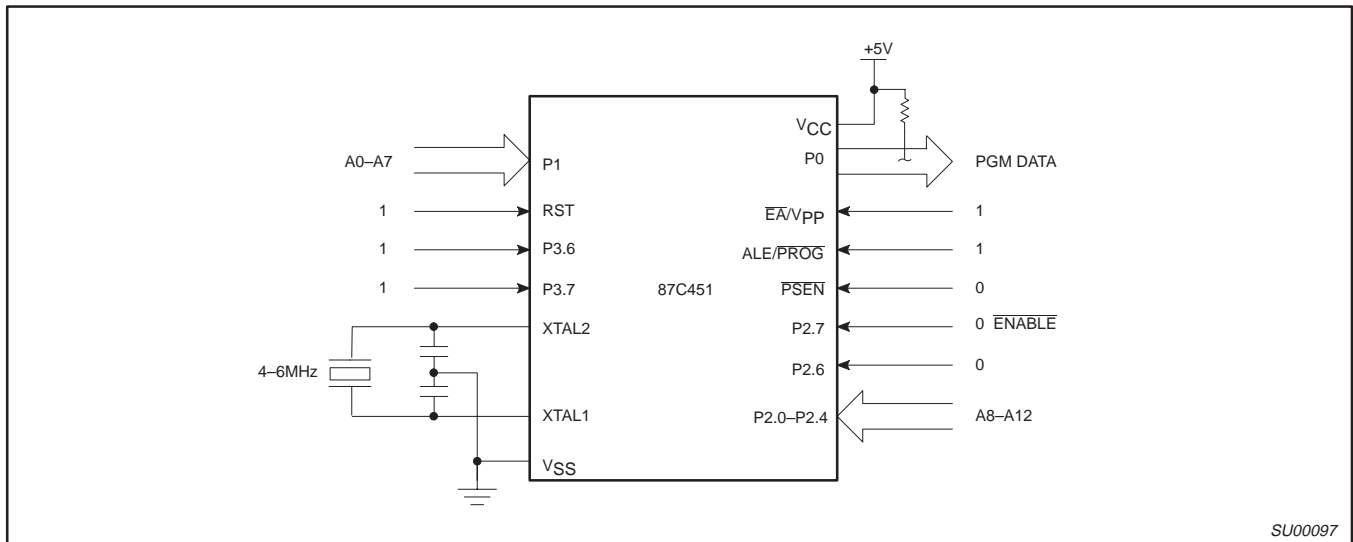 +5V
VCC
P0
PGM DATA
A0–A7
P1
1
RST
EA/VPP
1
1
P3.6
ALE/PROG
1
1
P3.7
87C451
PSEN
0
XTAL2
P2.7
0 ENABLE
4–6MHz
P2.6
0
XTAL1
P2.0–P2.4
A8–A12
VSS
SU00097